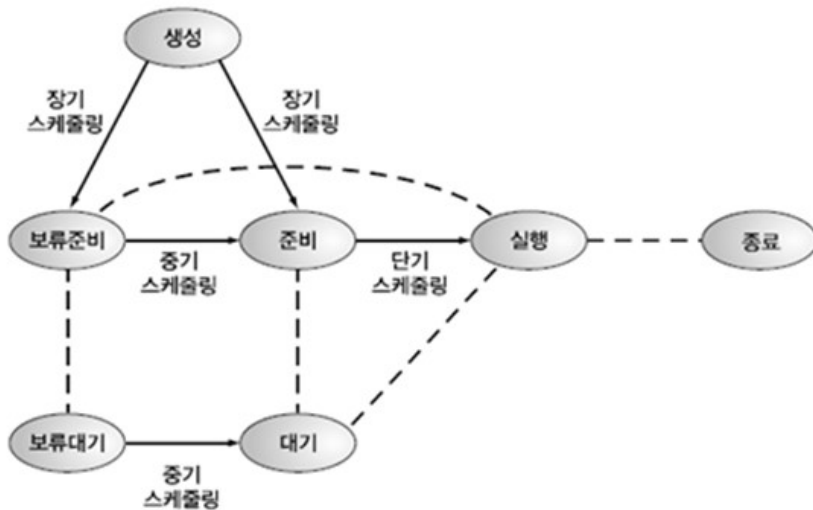 생성
장기
스케줄링
장기
스케줄링
보류준비
준비
실행
종료
중기
스케줄링
단기
스케줄링
보류대기
대기
중기
스케줄링